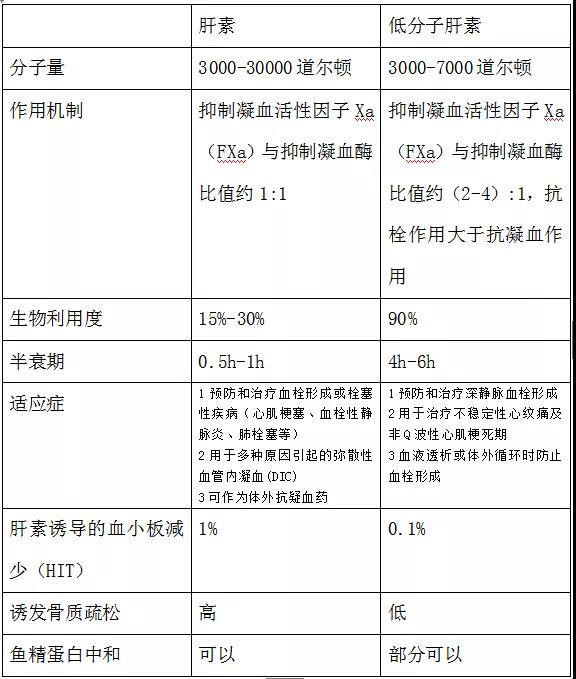 肝素 低分子肝素
分子量 3000-30000道尔顿 3000-7000道尔顿
作用机制 抑制凝血活性因子Xa 抑制凝血活性因子Xa
（FXa）与抑制凝血酶 （FXa）与抑制凝血酶
比值约1:1 比值约（2-4）:1，抗
栓作用大于抗凝血作
用
生物利用度 15%-30% 90%
半衰期 0.5h-1h 4h-6h
适应症 1预防和治疗血栓形成或栓塞 1预防和治疗深静脉血栓形成
性疾病（心肌梗塞、血栓性静 2用于治疗不稳定性心绞痛及
脉炎、肺栓塞等） 非Q波性心肌梗死期
2用于多种原因引起的弥散性 3血液透析或体外循环时防止
血管内凝血(DIC) 血栓形成
3可作为体外抗凝血药
肝素诱导的血小板减 1% 0.1%
少（HIT）
诱发骨质疏松 高 低
鱼精蛋白中和 可以 部分可以